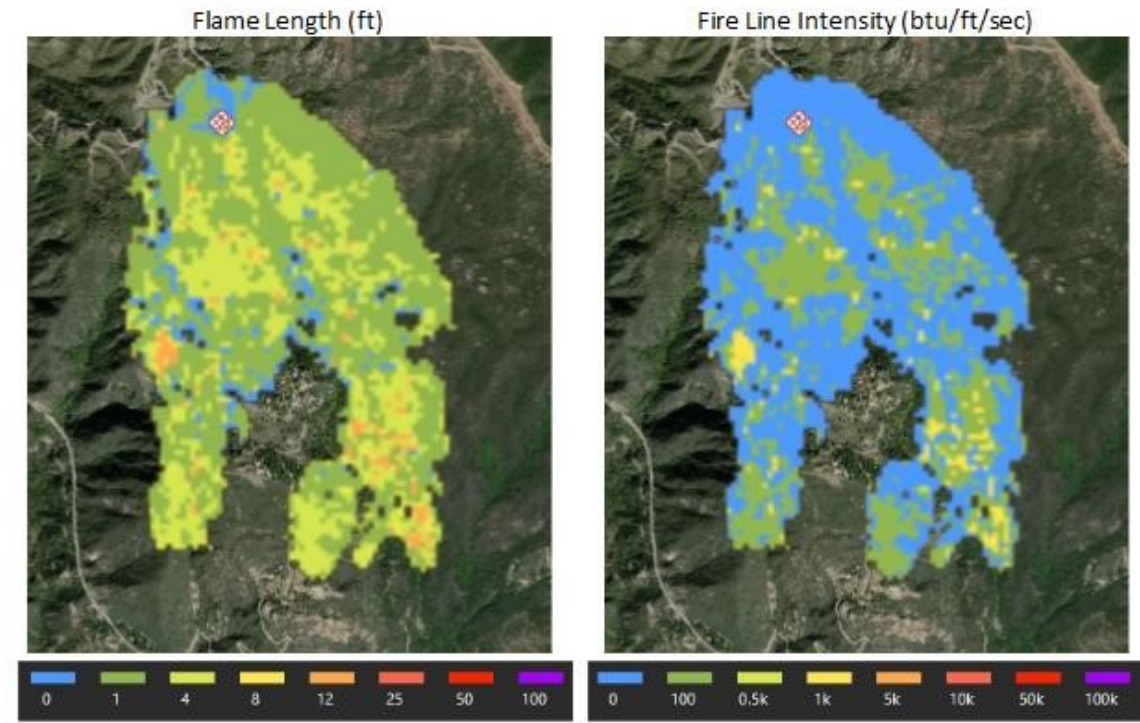 Flame Length (ft)
Fire Line Intensity (btu/ft/sec)
0 1 4 8 12 25 50 100
0 100 0.5k 1k 5k 10k 50k 100k